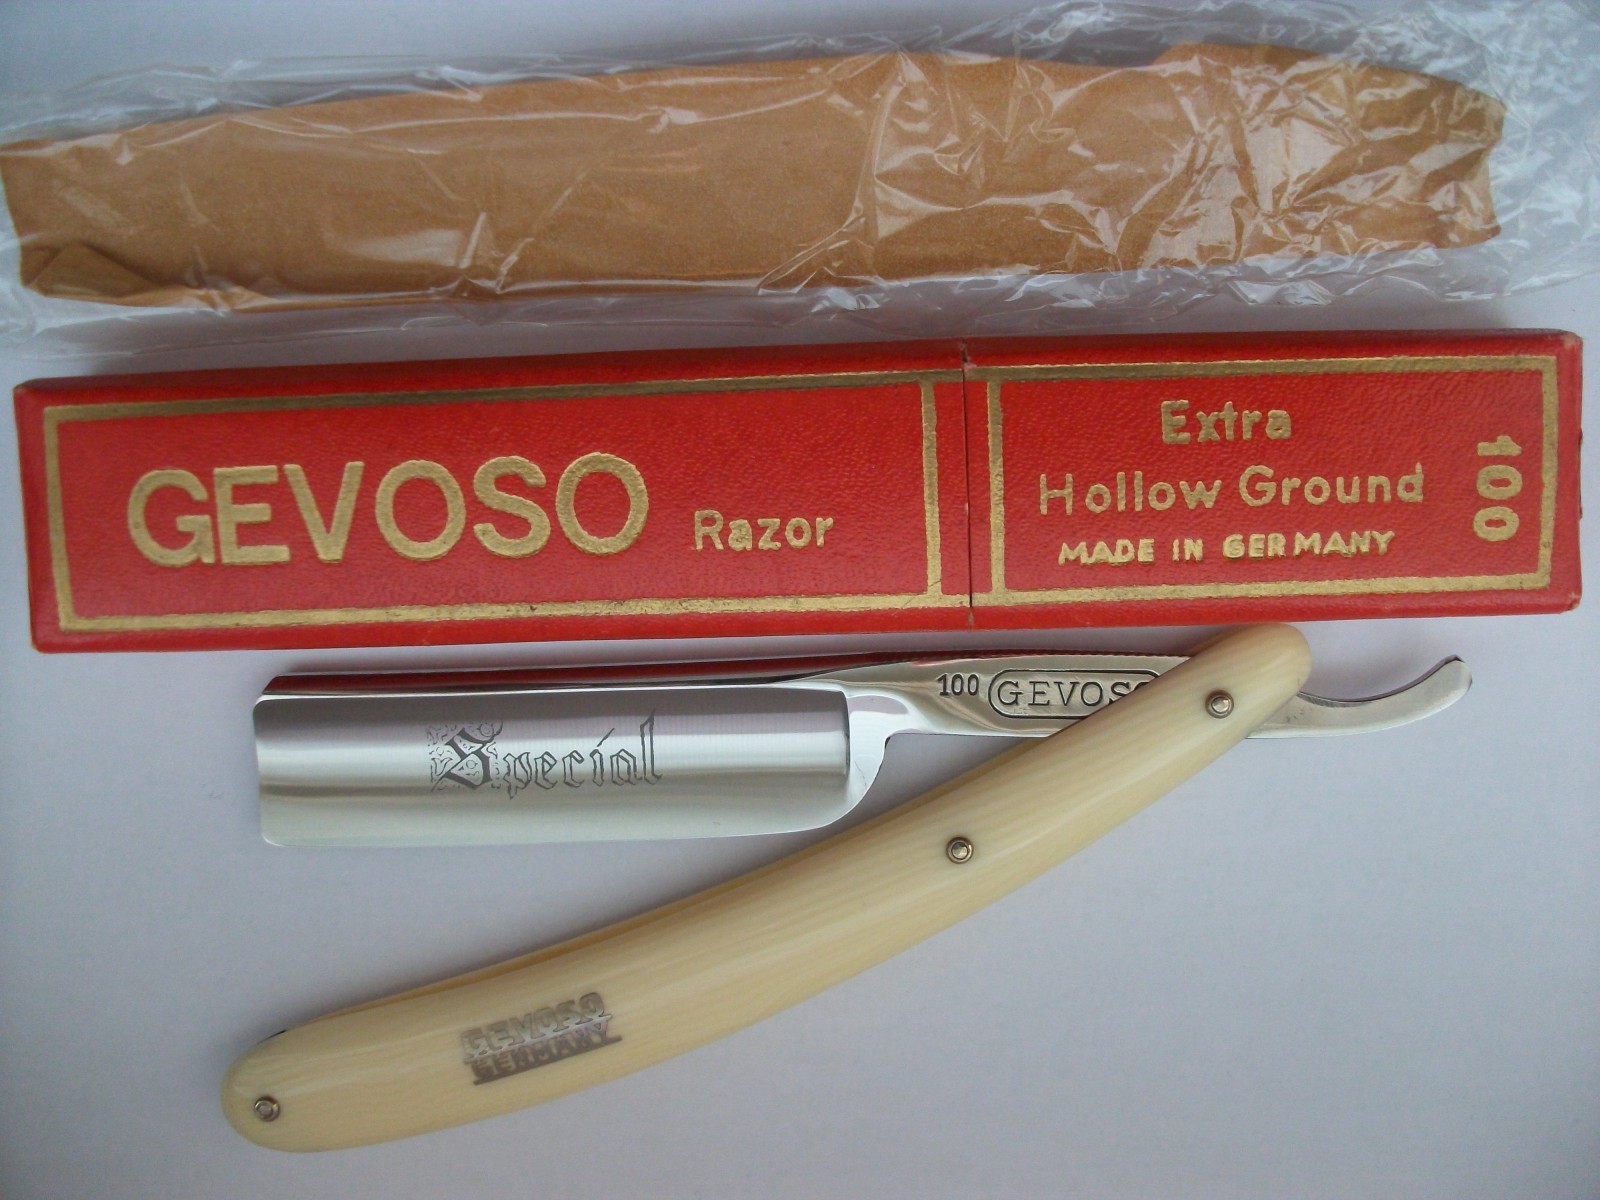 GEVOSO Razor
Extra
Hollow Ground
MADE IN GERMANY
100
100 GEVOSO
Special
GEVOSO
GERMANY